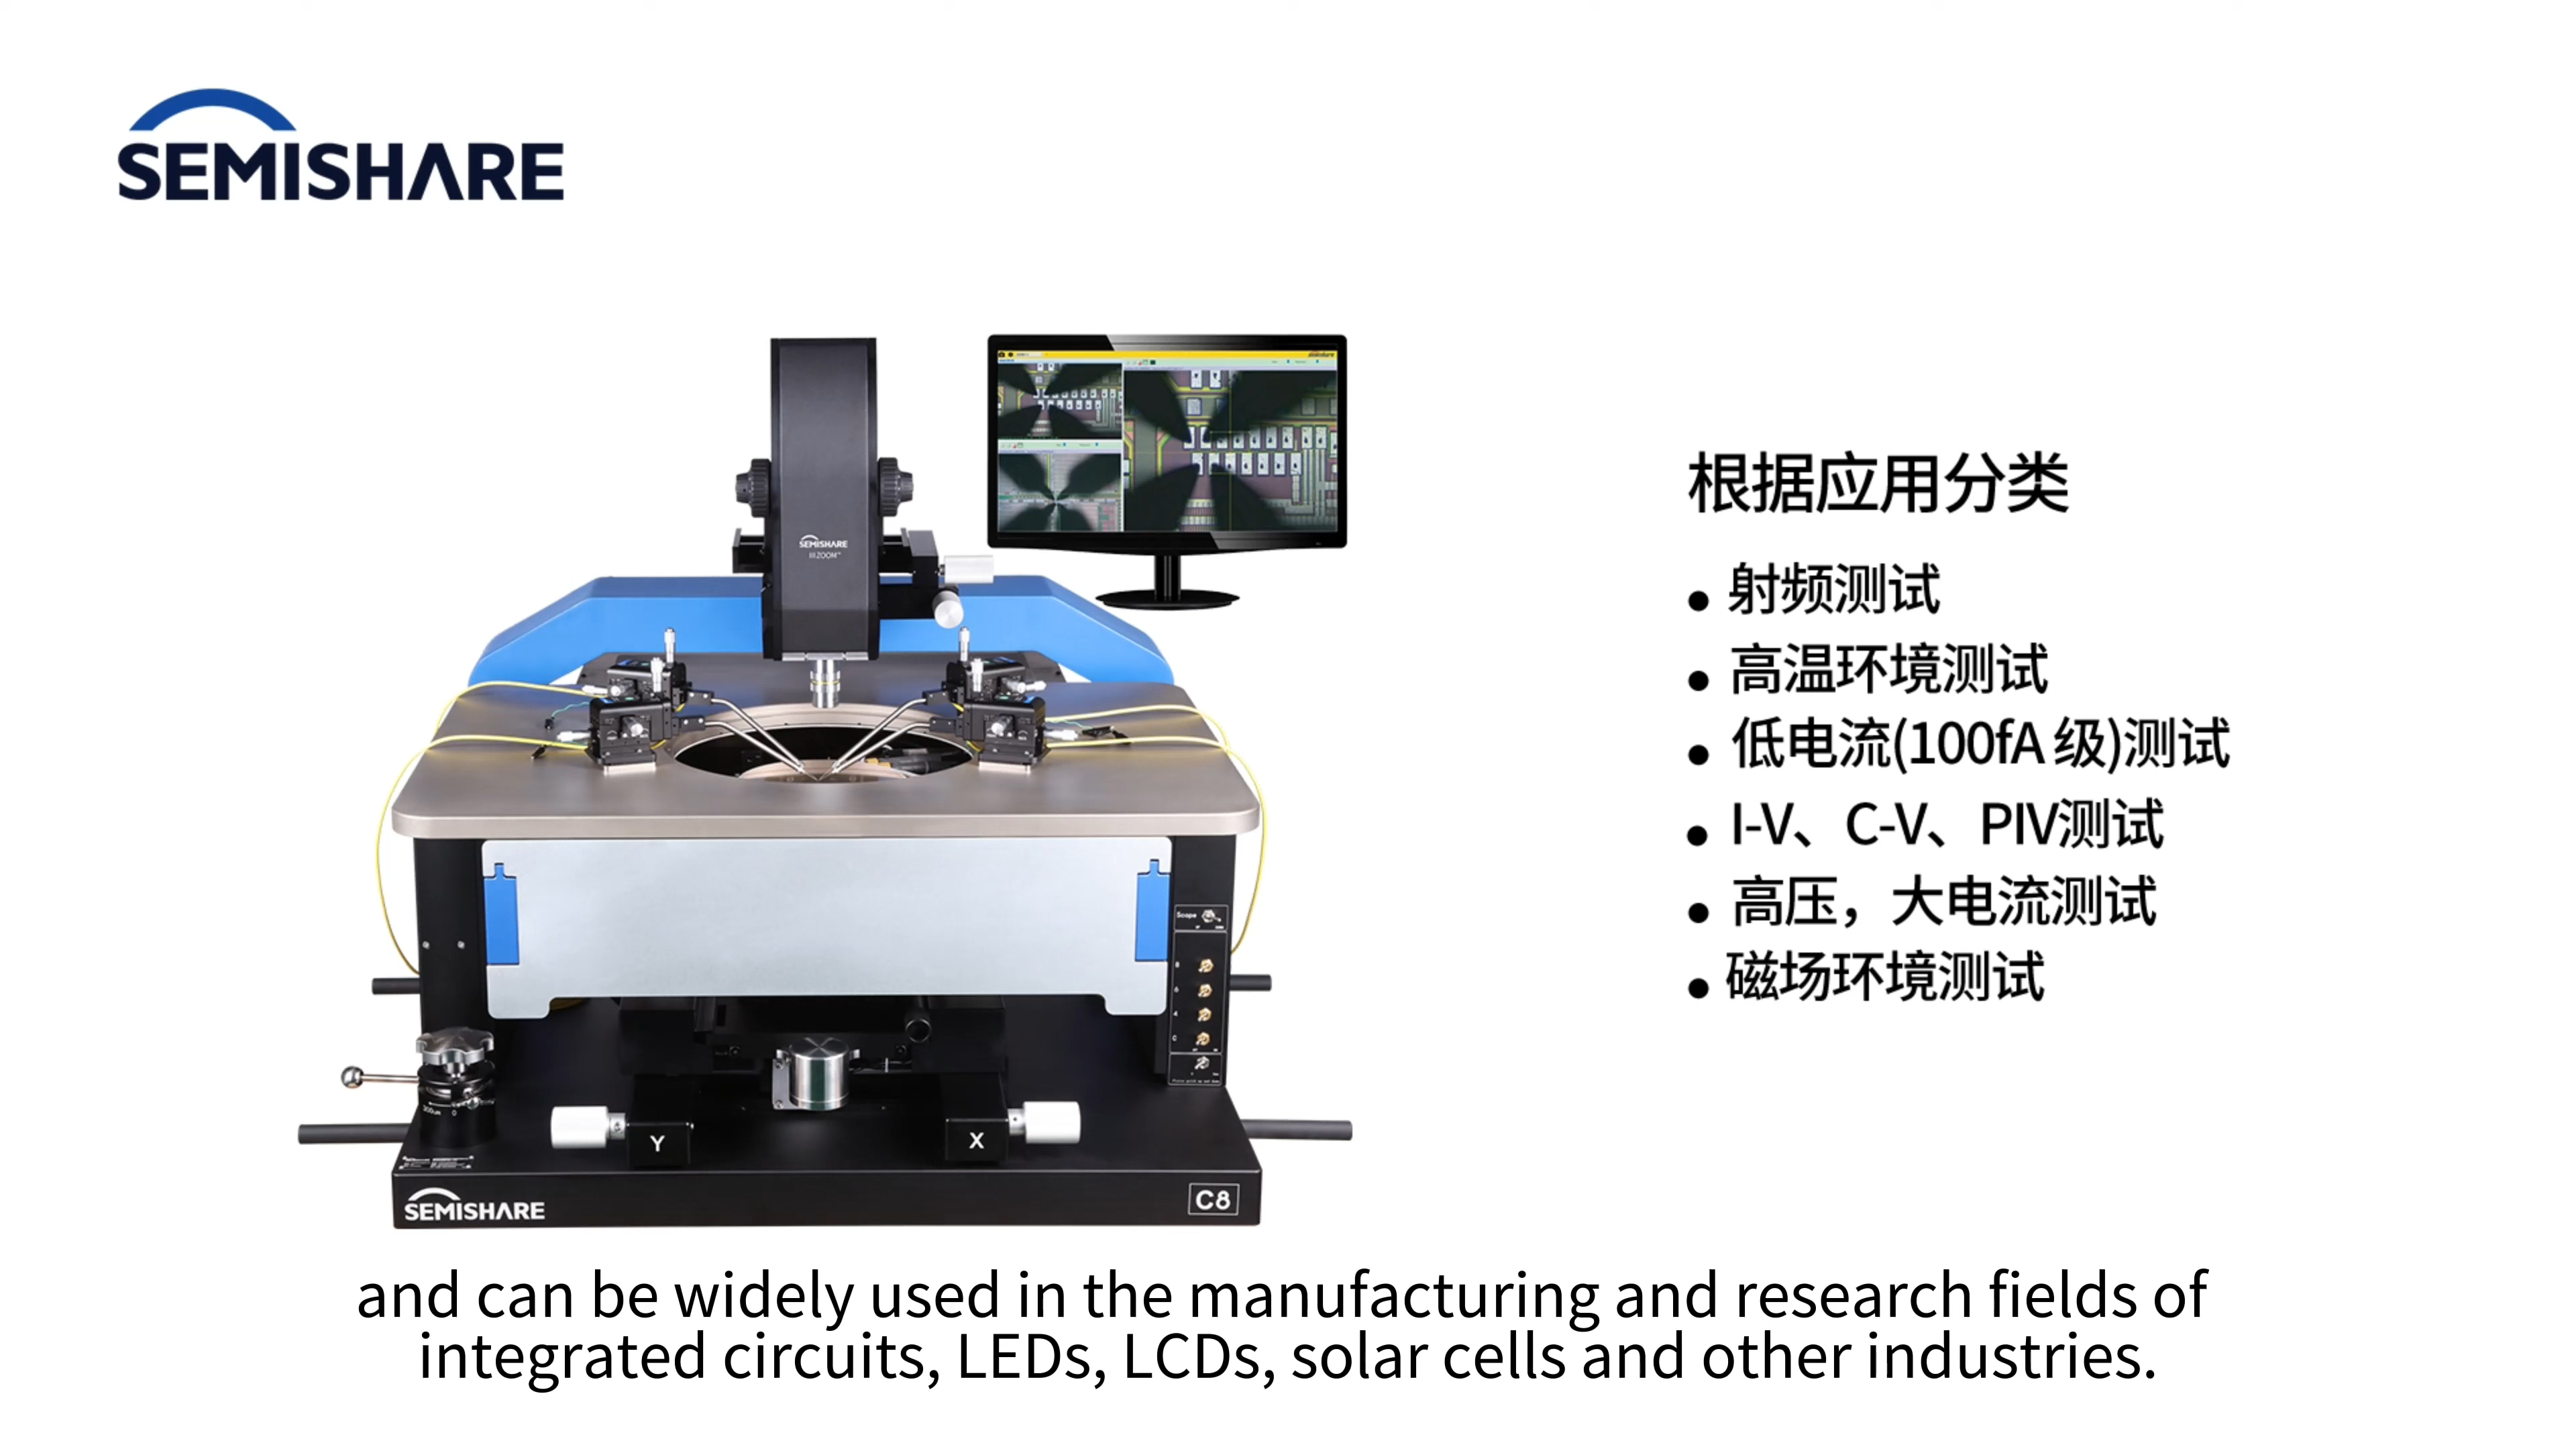 SEMISHARE
SEMISHARE
ⅢZOOM™
根据应用分类
• 射频测试
• 高温环境测试
• 低电流(100fA 级)测试
• I-V、C-V、PIV测试
• 高压，大电流测试
• 磁场环境测试
Scope
Y
X
SEMISHARE
C8
and can be widely used in the manufacturing and research fields of
integrated circuits, LEDs, LCDs, solar cells and other industries.